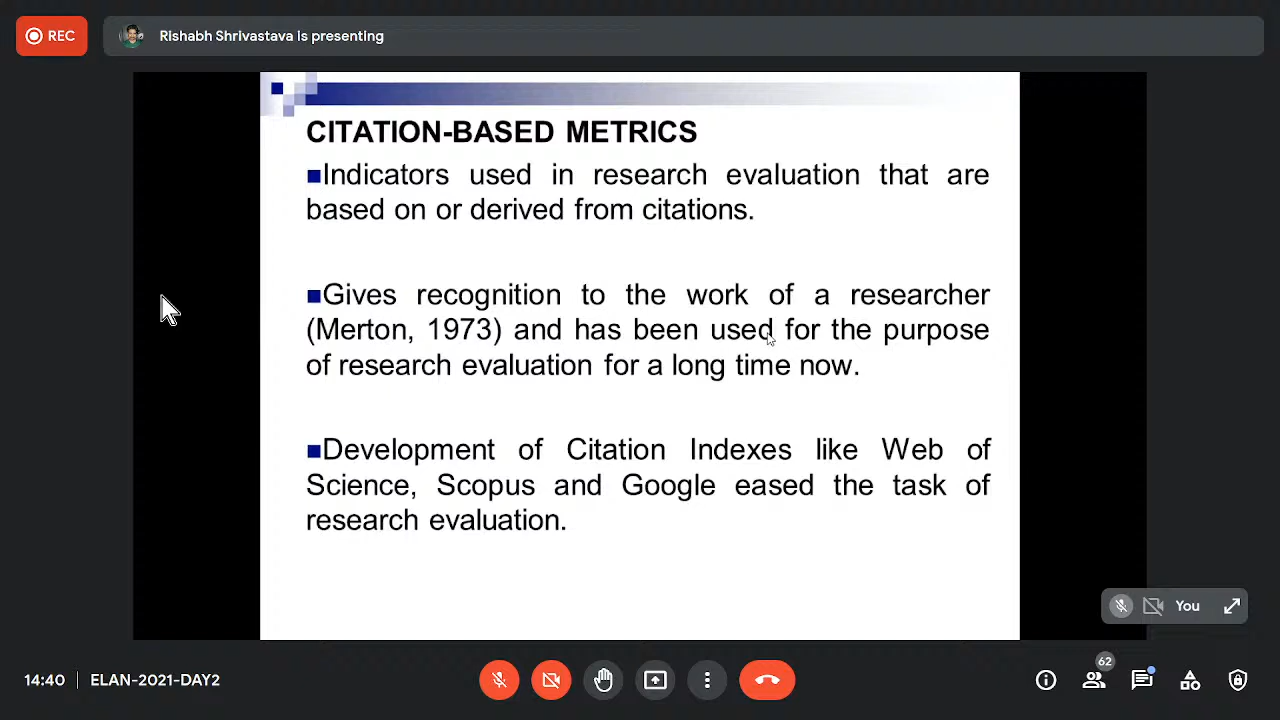 REC
Rishabh Shrivastava is presenting
CITATION-BASED METRICS
Indicators used in research evaluation that are
based on or derived from citations.
Gives recognition to the work of a researcher
(Merton, 1973) and has been used for the purpose
of research evaluation for a long time now.
Development of Citation Indexes like Web of
Science, Scopus and Google eased the task of
research evaluation.
You
62
14:40 | ELAN-2021-DAY2